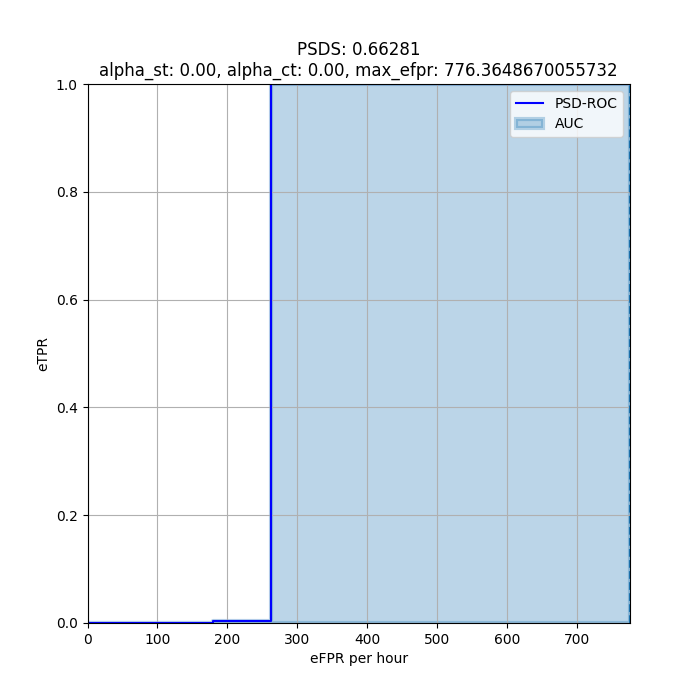 PSDS: 0.66281
alpha_st: 0.00, alpha_ct: 0.00, max_efpr: 776.3648670055732
PSD-ROC
AUC
1.0
0.8
0.6
0.4
0.2
0.0
eTPR
0 100 200 300 400 500 600 700
eFPR per hour